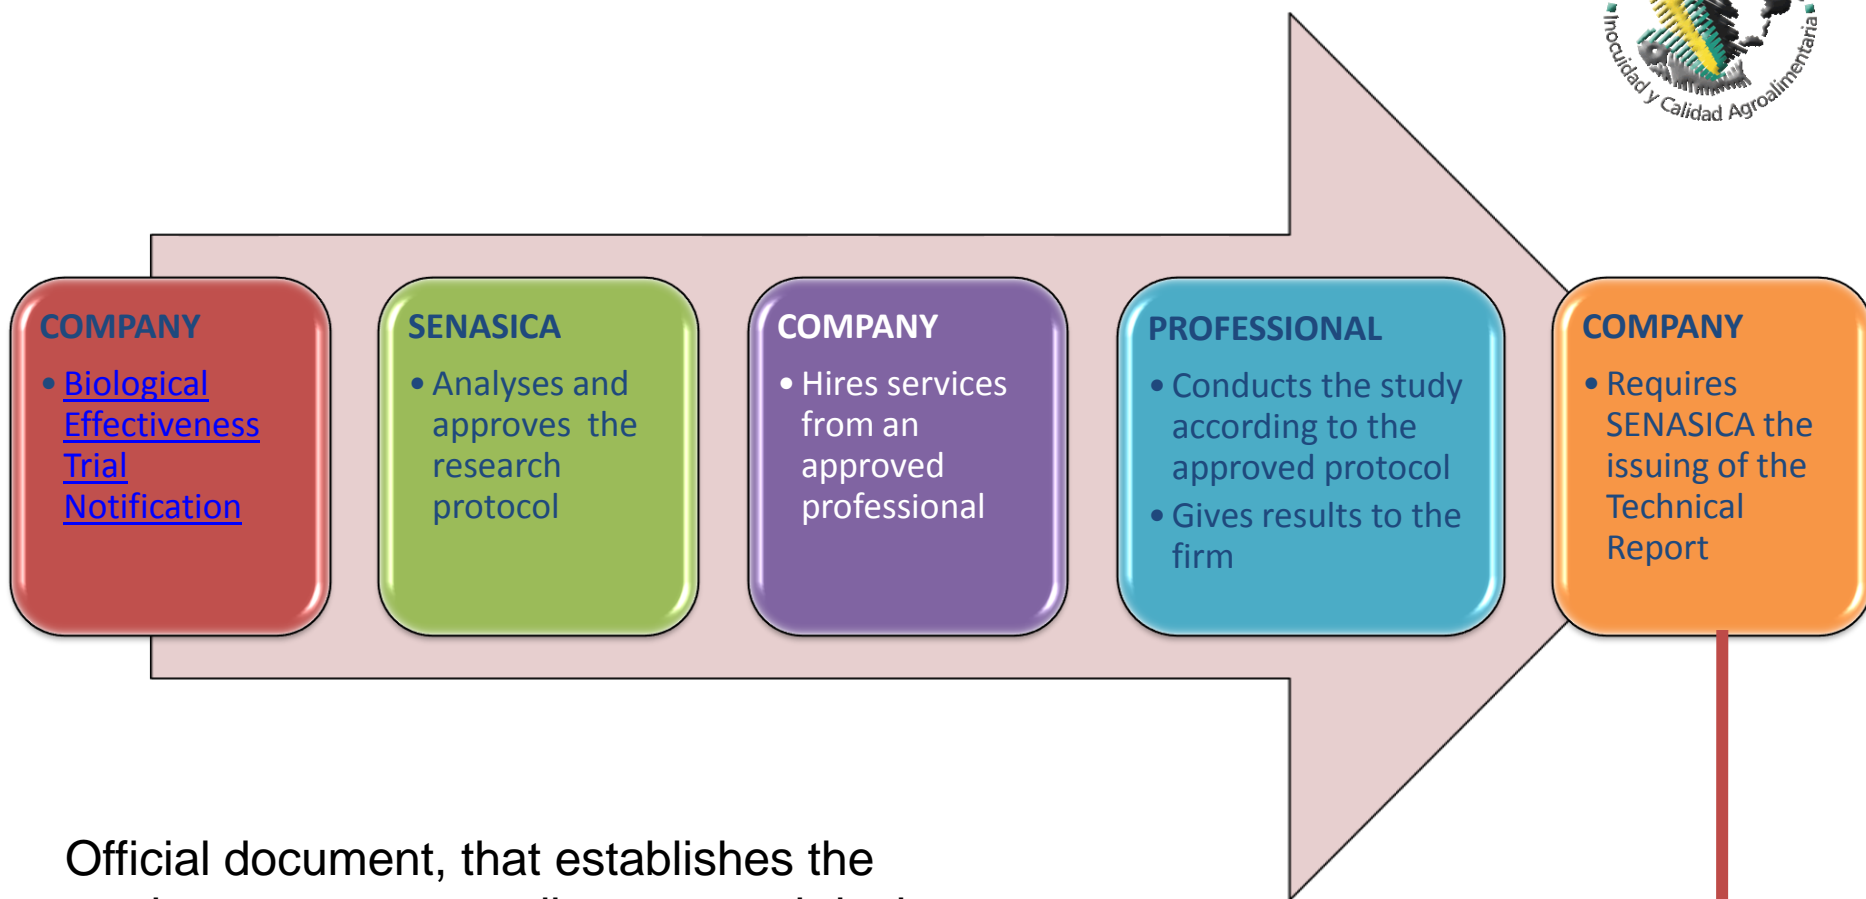 Inocuidad y Calidad Agroalimentaria
COMPANY
• Biological
Effectiveness
Trial
Notification
SENASICA
• Analyses and
approves the
research
protocol
COMPANY
• Hires services
from an
approved
professional
PROFESSIONAL
• Conducts the study
according to the
approved protocol
• Gives results to the
firm
COMPANY
• Requires
SENASICA the
issuing of the
Technical
Report
Official document, that establishes the